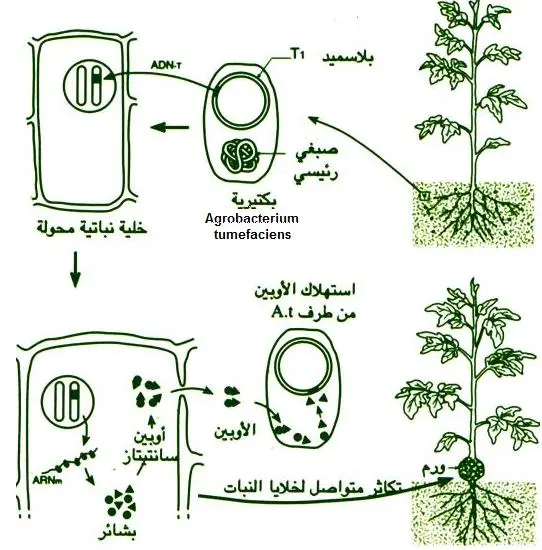 ADN-T
T1
بلاسميد
صبغي
رئيسي
بكتيرية
Agrobacterium
tumefaciens
خلية نباتية محولة
استهلاك الأوبين
من طرف A.t
أوبين
سانتيتاز
الأوبين
ARNm
بشائر
تكاثر متواصل لخلايا النبات
ورم